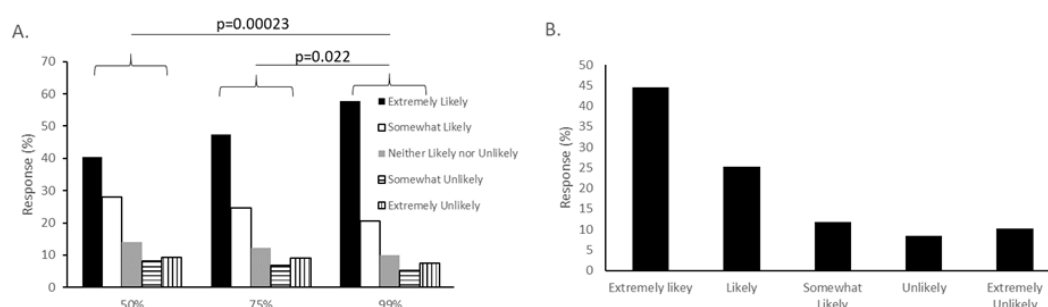 A.
p=0.00023
p=0.022
70
60
50
40
30
20
10
0
Response (%)
Extremely Likely
Somewhat Likely
Neither Likely nor Unlikely
Somewhat Unlikely
Extremely Unlikely
50%
75%
99%
B.
50
45
40
35
30
25
20
15
10
5
0
Response (%)
Extremely likey
Likely
Somewhat
Likely
Unlikely
Extremely
Unlikely